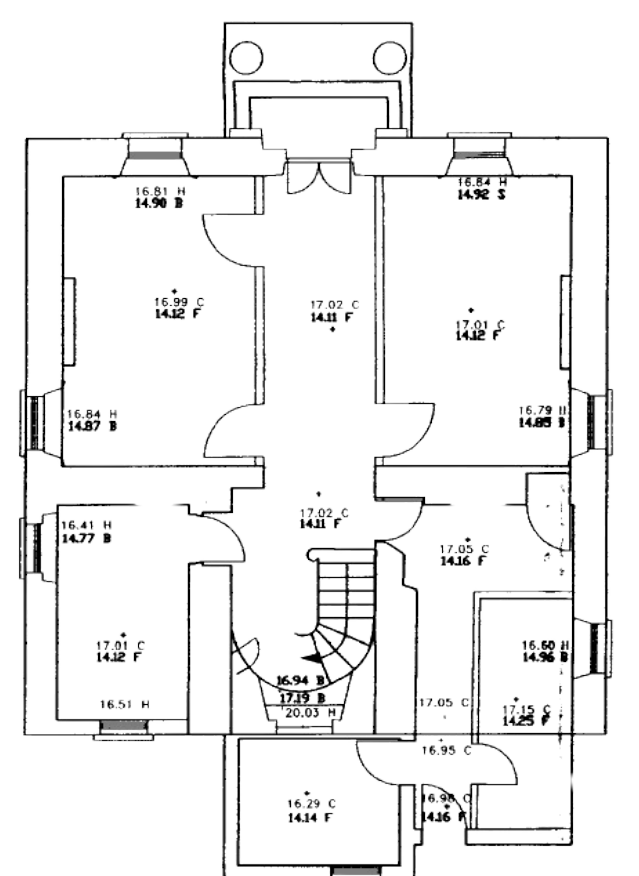 16.81 H
14.90 B
16.84 H
14.92 S
16.99 C
14.12 F
17.02 C
14.11 F
17.01 C
14.12 F
16.84 H
14.87 B
16.79 H
14.85 B
16.41 H
14.77 B
17.02 C
14.11 F
17.05 C
14.16 F
17.01 C
14.12 F
16.60 H
14.96 B
16.94 B
17.19 B
20.03 H
16.51 H
17.05 C
17.15 C
14.25 F
16.95 C
16.29 C
14.14 F
16.98 C
14.16 F